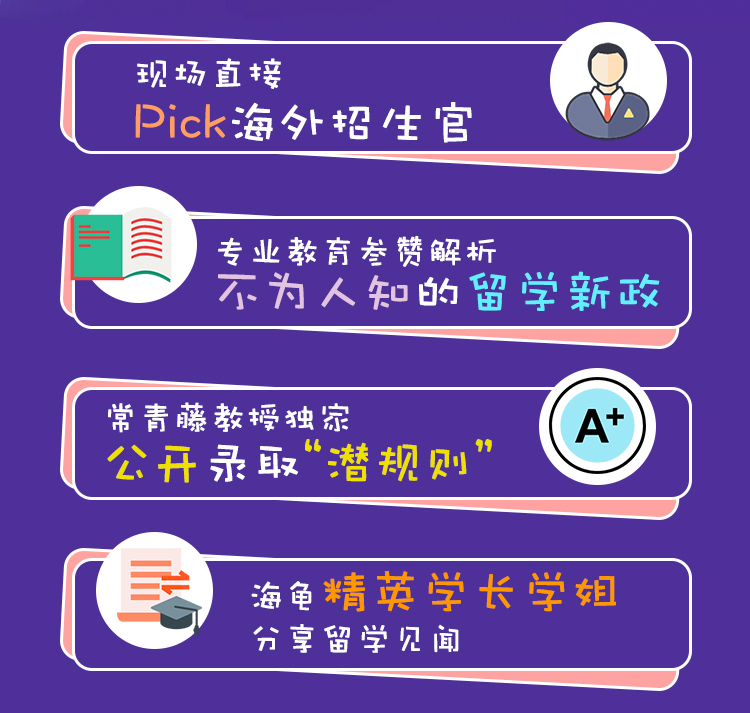 现场直接
Pick海外招生官
专业教育参赞解析
不为人知的留学新政
常青藤教授独家
公开录取“潜规则”
A+
海龟精英学长学姐
分享留学见闻